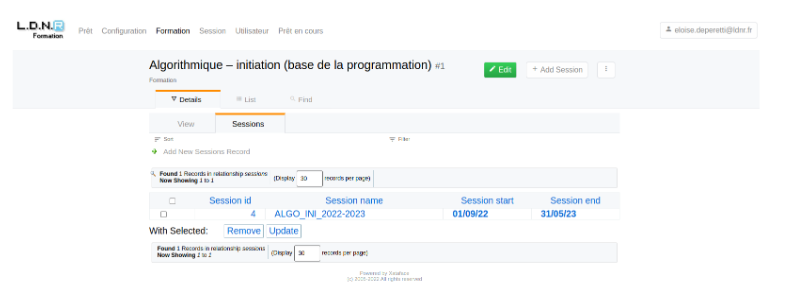 L.D.N.R
Formation
Prêt Configuration Formation Session Utilisateur Prêt en cours
eloise.deperetti@ldnr.fr
Algorithmique – initiation (base de la programmation) #1
Edit
+ Add Session
Formation
Details List Find
View Sessions
Sort Filter
Add New Sessions Record
Found 1 Records in relationship sessions
Now Showing 1 to 1
(Display 30 records per page)
Session id Session name Session start Session end
4 ALGO_INI_2022-2023 01/09/22 31/05/23
With Selected: Remove Update
Found 1 Records in relationship sessions
Now Showing 1 to 1
(Display 30 records per page)
Powered by Xataface
(c) 2005-2022 All rights reserved